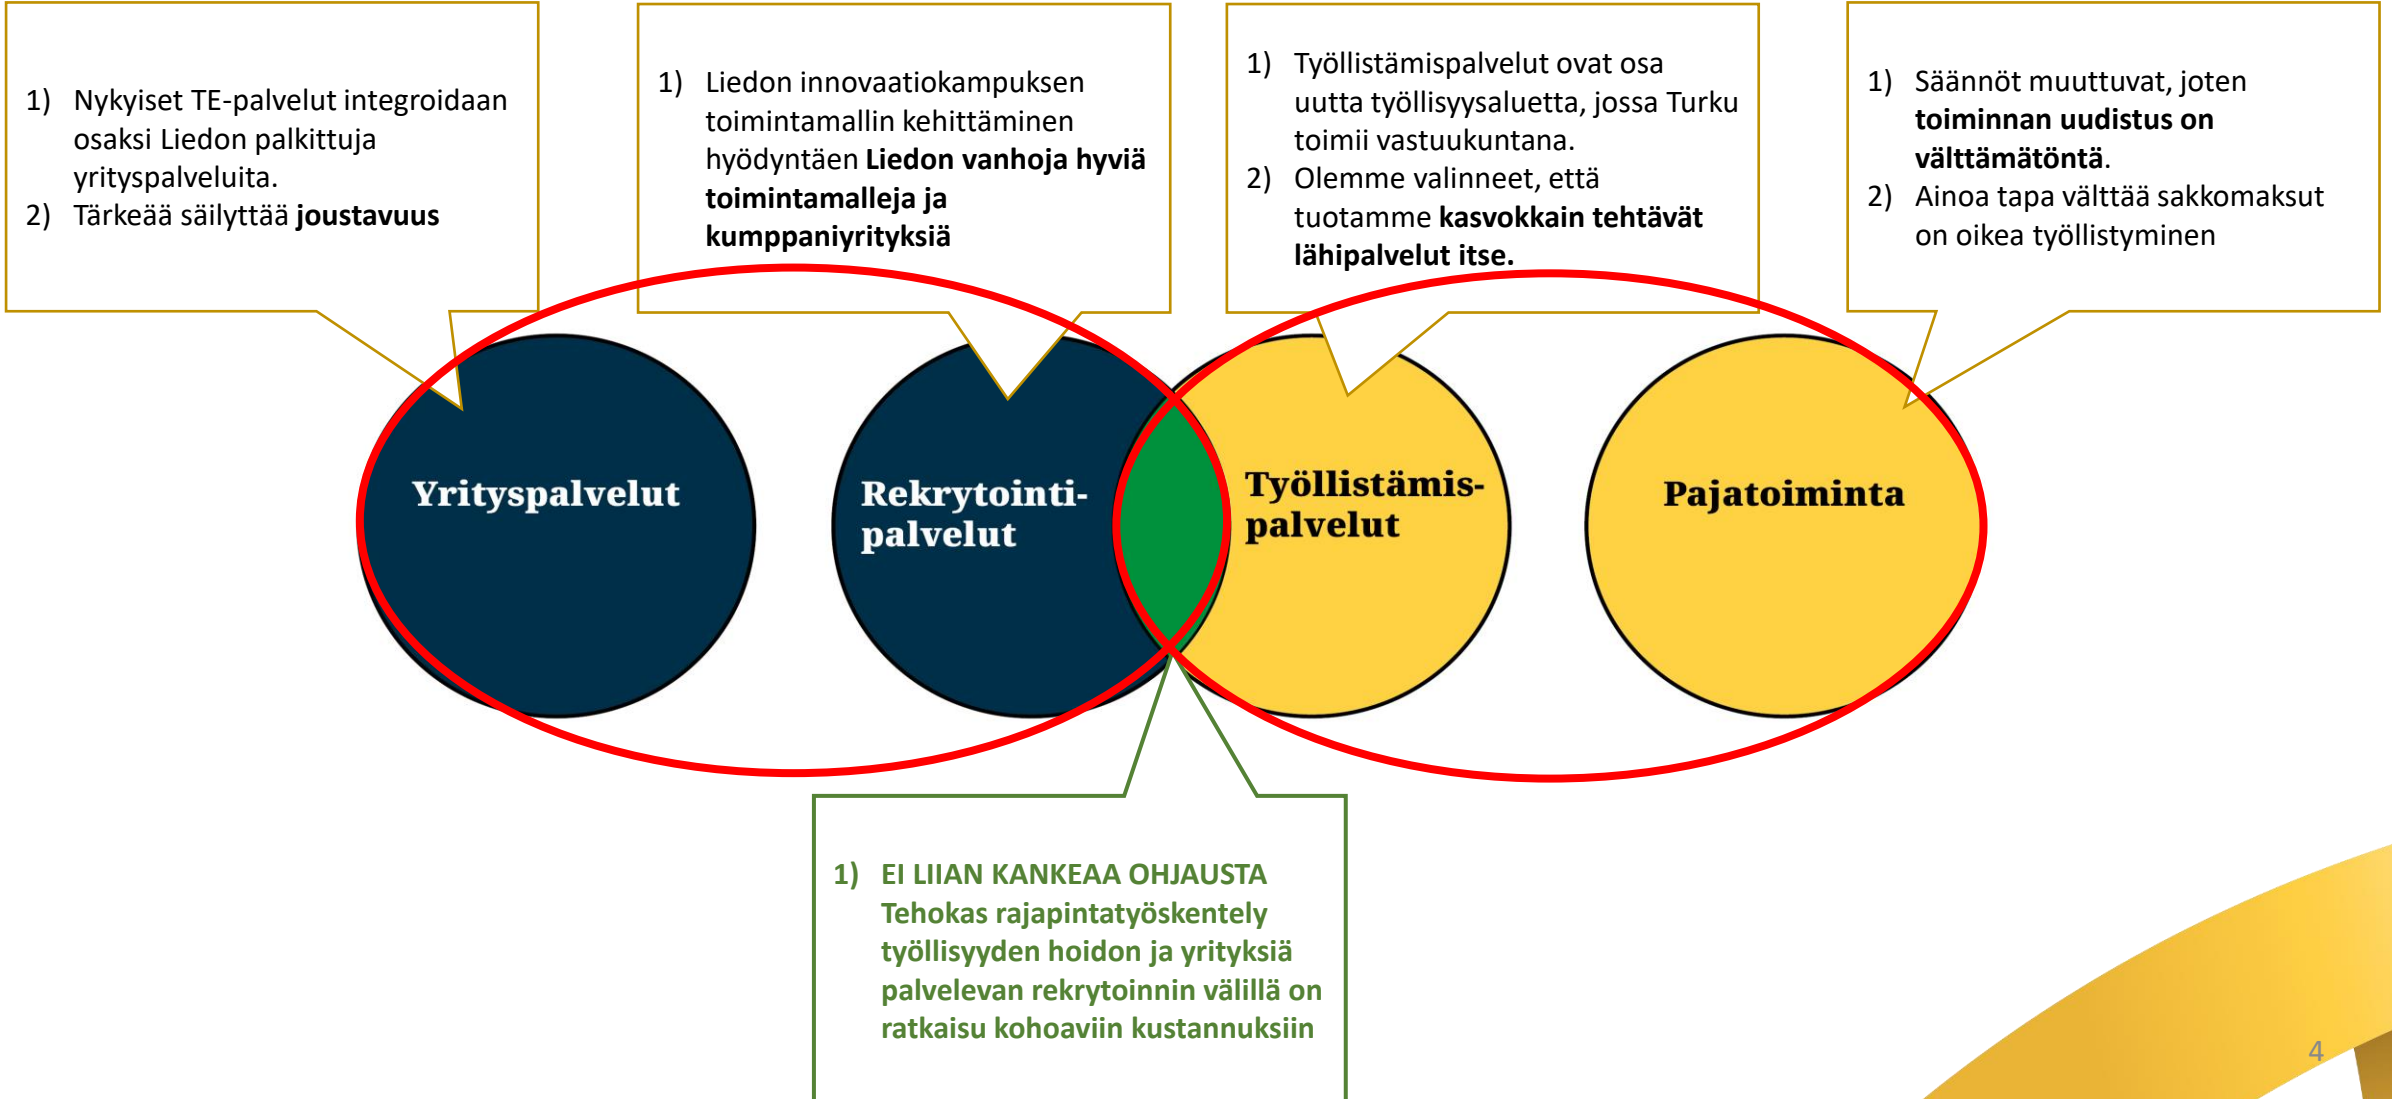 1) Nykyiset TE-palvelut integroidaan
osaksi Liedon palkittuja
yrityspalveluita.
2) Tärkeää säilyttää joustavuus
1) Liedon innovaatiokampuksen
toimintamallin kehittäminen
hyödyntäen Liedon vanhoja hyviä
toimintamalleja ja
kumppaniyrityksiä
1) Työllistämispalvelut ovat osa
uutta työllisyysaluetta, jossa Turku
toimii vastuukuntana.
2) Olemme valinneet, että
tuotamme kasvokkain tehtävät
lähipalvelut itse.
1) Säännöt muuttuvat, joten
toiminnan uudistus on
välttämätöntä.
2) Ainoa tapa välttää sakkomaksut
on oikea työllistyminen
Yrityspalvelut
Rekrytointi-
palvelut
Työllistämis-
palvelut
Pajatoiminta
1) EI LIIAN KANKEAA OHJAUSTA
Tehokas rajapintatyöskentely
työllisyyden hoidon ja yrityksiä
palvelevan rekrytoinnin välillä on
ratkaisu kohoaviin kustannuksiin
4